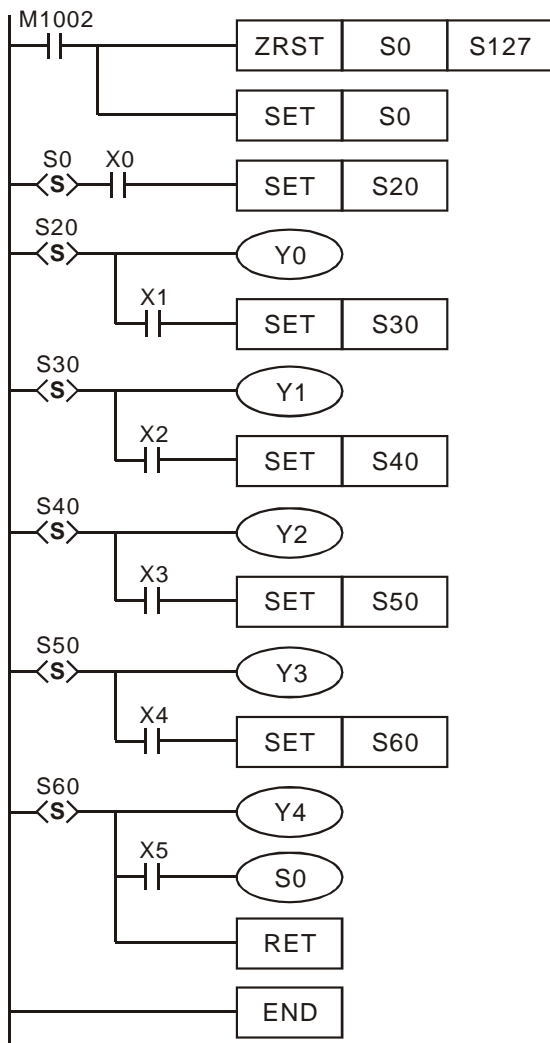 M1002
ZRST S0 S127
SET S0
S0 X0
S SET S20
S20
S Y0
X1
SET S30
S30
S Y1
X2
SET S40
S40
S Y2
X3
SET S50
S50
S Y3
X4
SET S60
S60
S Y4
X5
S0
RET
END